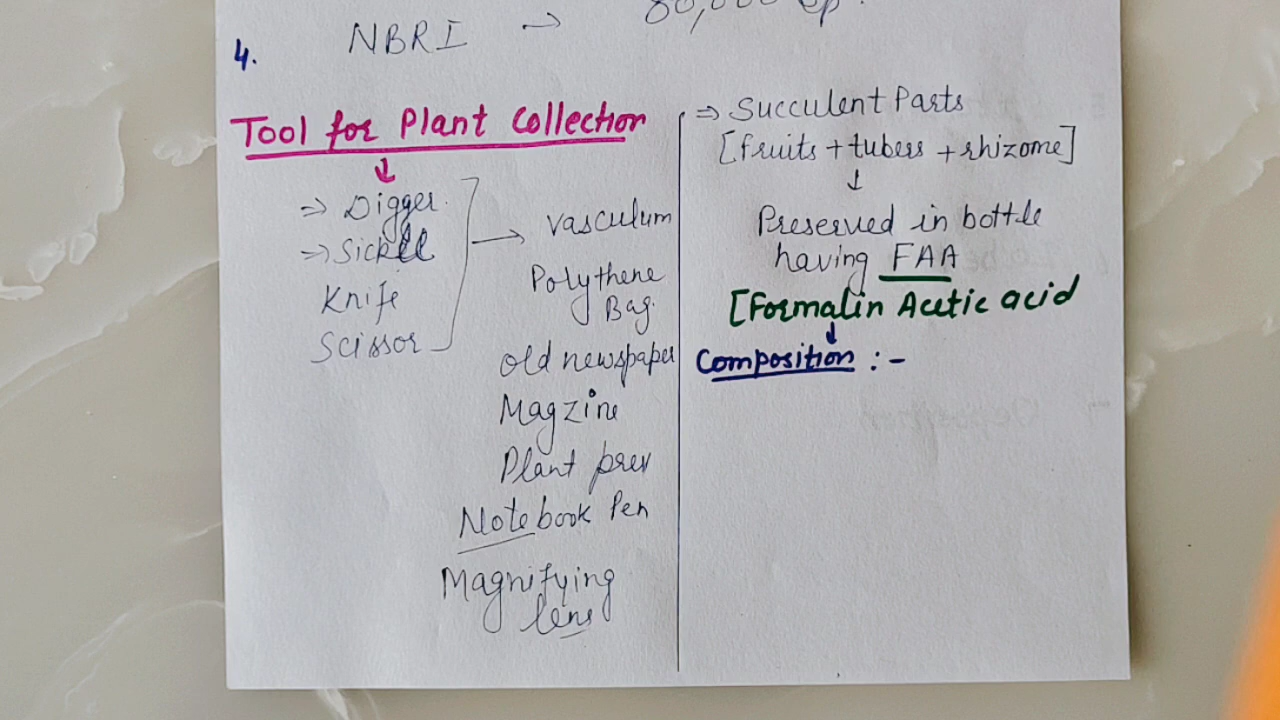 4. NBRI →
Tool for Plant Collection
↓
⇒ Digger
⇒ Sickle
Knife
Scissor
→ vasculum
Polythene
Bag.
old newspaper
Magzine
Plant
Notebook Pen
Magnifying
lens
⇒ Succulent Parts
[fruits + tubers + rhizome]
↓
Preserved in bottle
having FAA
[Formalin Acetic acid
↓
Composition :-